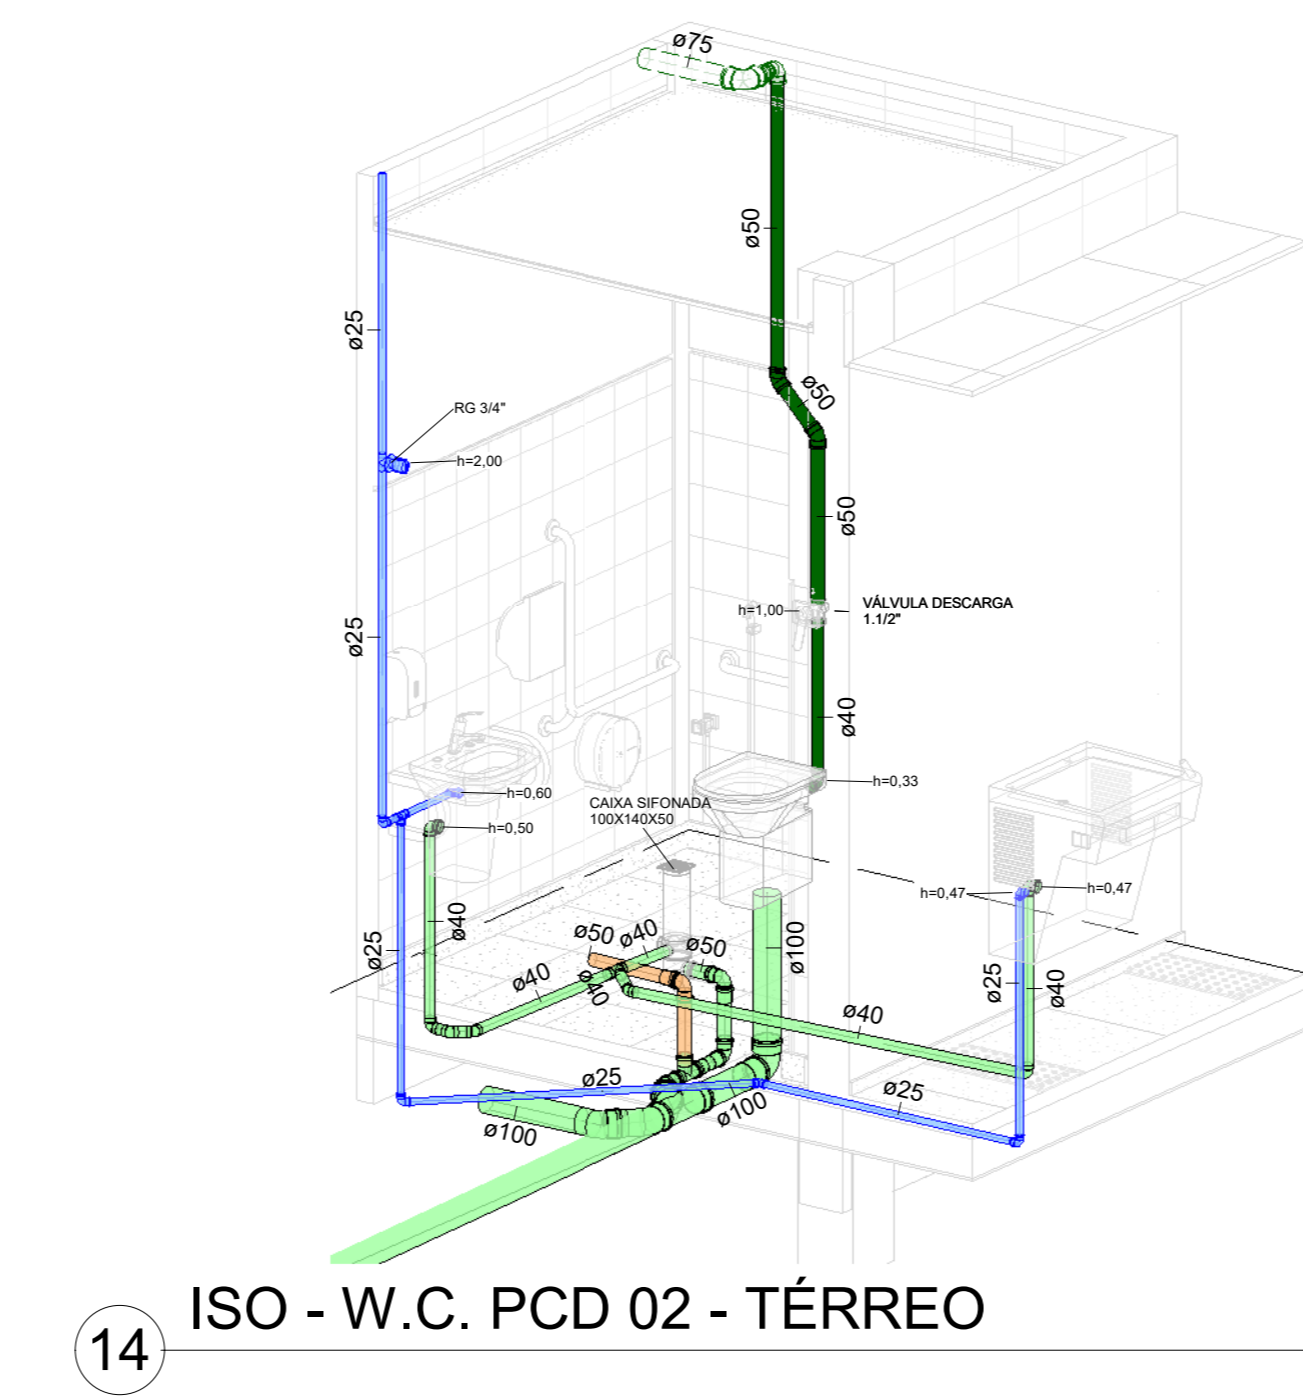 ø75
ø50
ø25
ø50
RG 3/4"
h=2,00
ø50
h=1,00
VÁLVULA DESCARGA
1.1/2"
ø25
ø40
h=0,33
h=0,60
CAIXA SIFONADA
100X140X50
h=0,50
h=0,47
h=0,47
ø40
ø25
ø50
ø40
ø50
ø100
ø40
ø40
ø25
ø40
ø40
ø25
ø25
ø100
ø100
ISO - W.C. PCD 02 - TÉRREO
14